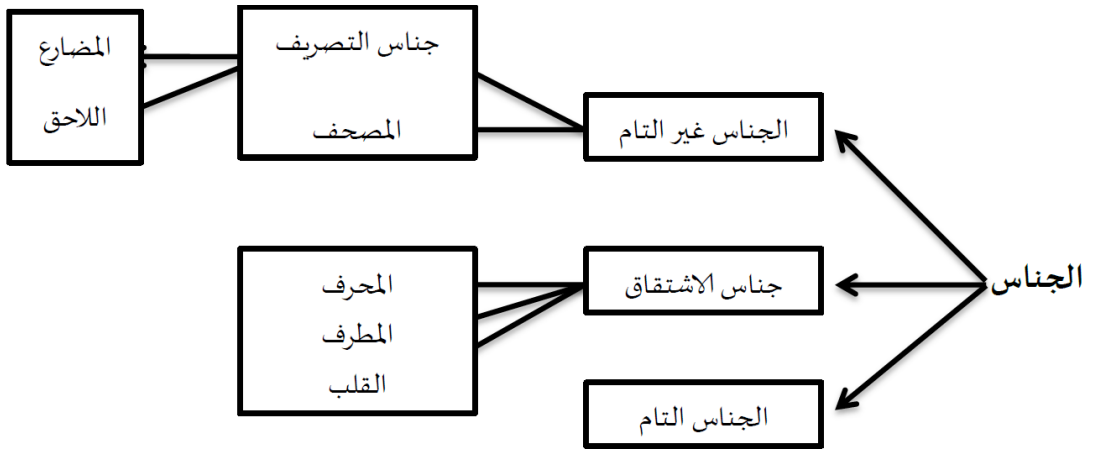 الجناس
الجناس غير التام
جناس التصريف
المصحف
المضارع
اللاحق
جناس الاشتقاق
المحرف
المطرف
القلب
الجناس التام